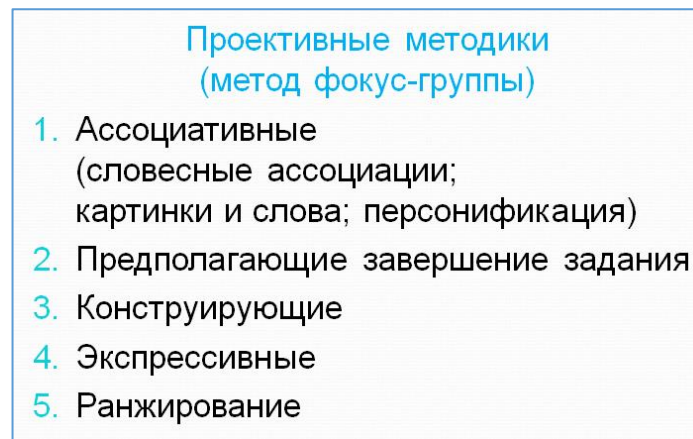 Проективные методики
(метод фокус-группы)
1. Ассоциативные
(словесные ассоциации;
картинки и слова; персонификация)
2. Предполагающие завершение задания
3. Конструирующие
4. Экспрессивные
5. Ранжирование